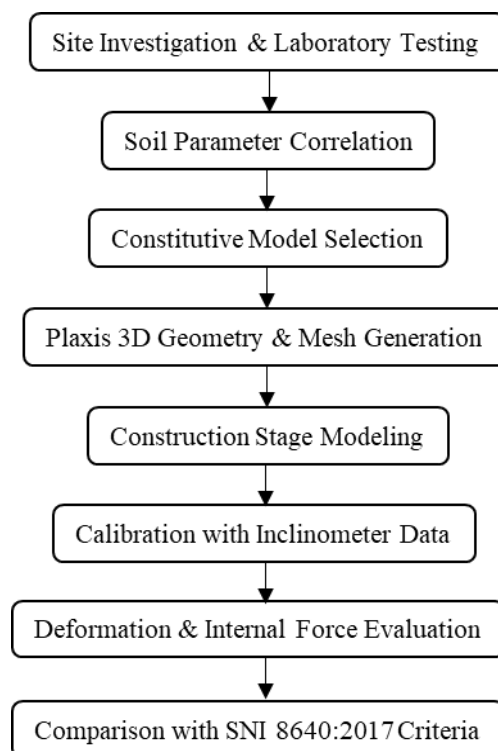 Site Investigation & Laboratory Testing
Soil Parameter Correlation
Constitutive Model Selection
Plaxis 3D Geometry & Mesh Generation
Construction Stage Modeling
Calibration with Inclinometer Data
Deformation & Internal Force Evaluation
Comparison with SNI 8640:2017 Criteria